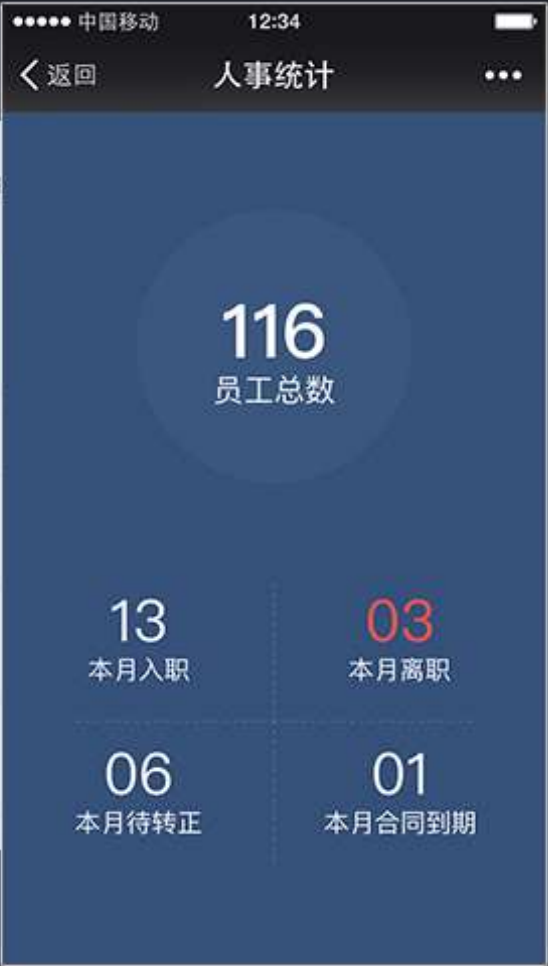 中国移动 12:34
返回 人事统计
116
员工总数
13 03
本月入职 本月离职
06 01
本月待转正 本月合同到期